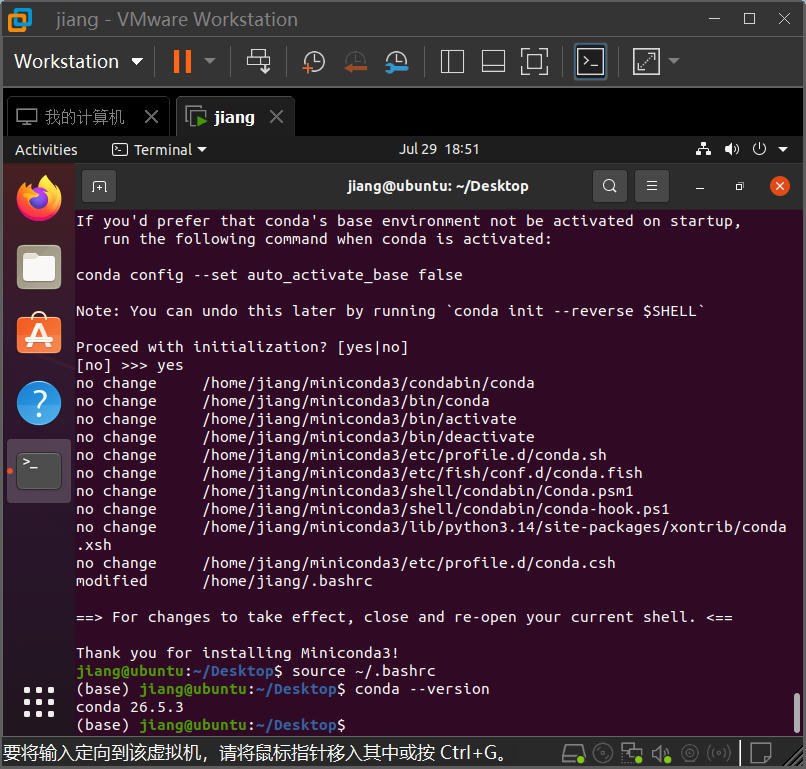 jiang - VMware Workstation
Workstation
我的计算机
jiang
Activities
Terminal
Jul 29 18:51
jiang@ubuntu: ~/Desktop
If you'd prefer that conda's base environment not be activated on startup,
   run the following command when conda is activated:
conda config --set auto_activate_base false
Note: You can undo this later by running `conda init --reverse $SHELL`
Proceed with initialization? [yes|no]
[no] >>> yes
no change     /home/jiang/miniconda3/condabin/conda
no change     /home/jiang/miniconda3/bin/conda
no change     /home/jiang/miniconda3/bin/activate
no change     /home/jiang/miniconda3/bin/deactivate
no change     /home/jiang/miniconda3/etc/profile.d/conda.sh
no change     /home/jiang/miniconda3/etc/fish/conf.d/conda.fish
no change     /home/jiang/miniconda3/shell/condabin/Conda.psm1
no change     /home/jiang/miniconda3/shell/condabin/conda-hook.ps1
no change     /home/jiang/miniconda3/lib/python3.14/site-packages/xontrib/conda
.xsh
no change     /home/jiang/miniconda3/etc/profile.d/conda.csh
modified      /home/jiang/.bashrc
==> For changes to take effect, close and re-open your current shell. <==
Thank you for installing Miniconda3!
jiang@ubuntu:~/Desktop$ source ~/.bashrc
(base) jiang@ubuntu:~/Desktop$ conda --version
conda 26.5.3
(base) jiang@ubuntu:~/Desktop$
要将输入定向到该虚拟机，请将鼠标指针移入其中或按 Ctrl+G。